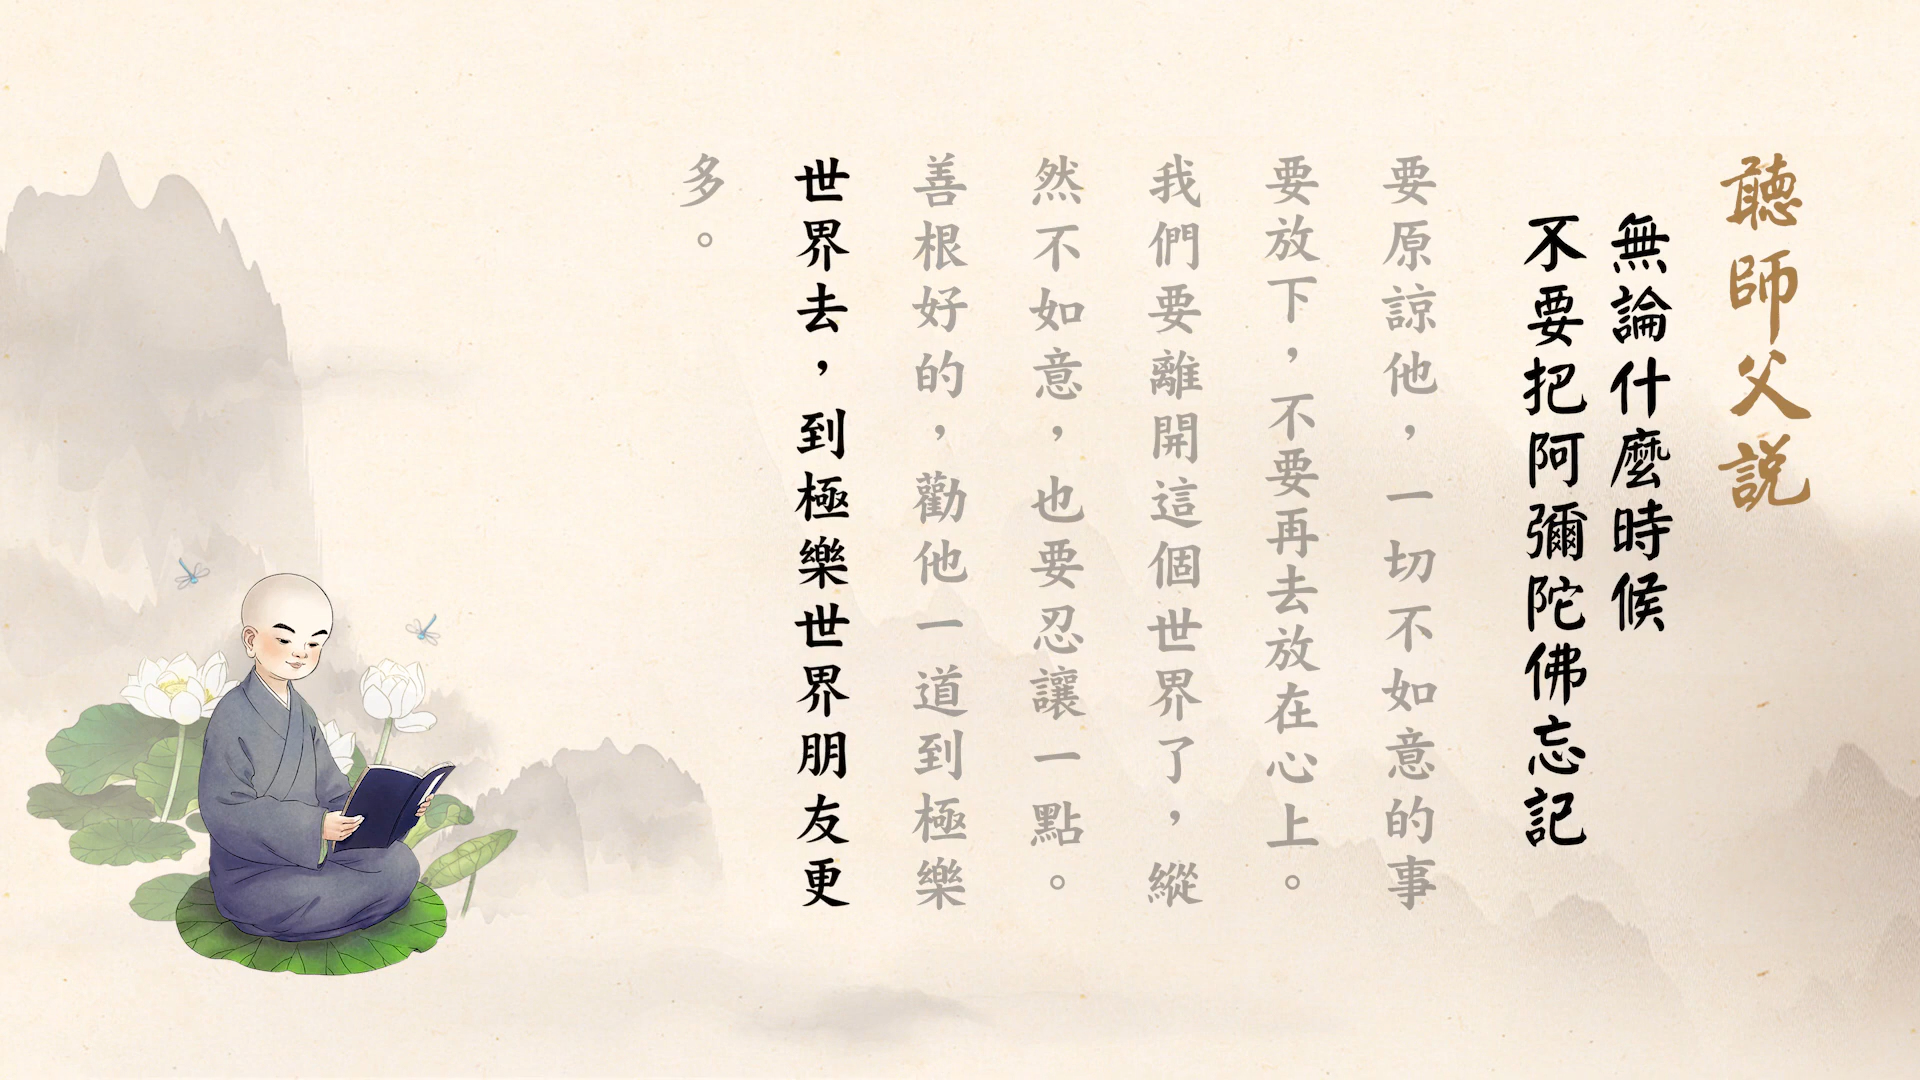 聽師父説
無論什麼時候
不要把阿彌陀佛忘記
要原諒他，一切不如意的事
要放下，不要再去放在心上。
我們要離開這個世界了，縱
然不如意，也要忍讓一點。
善根好的，勸他一道到極樂
世界去，到極樂世界朋友更
多。